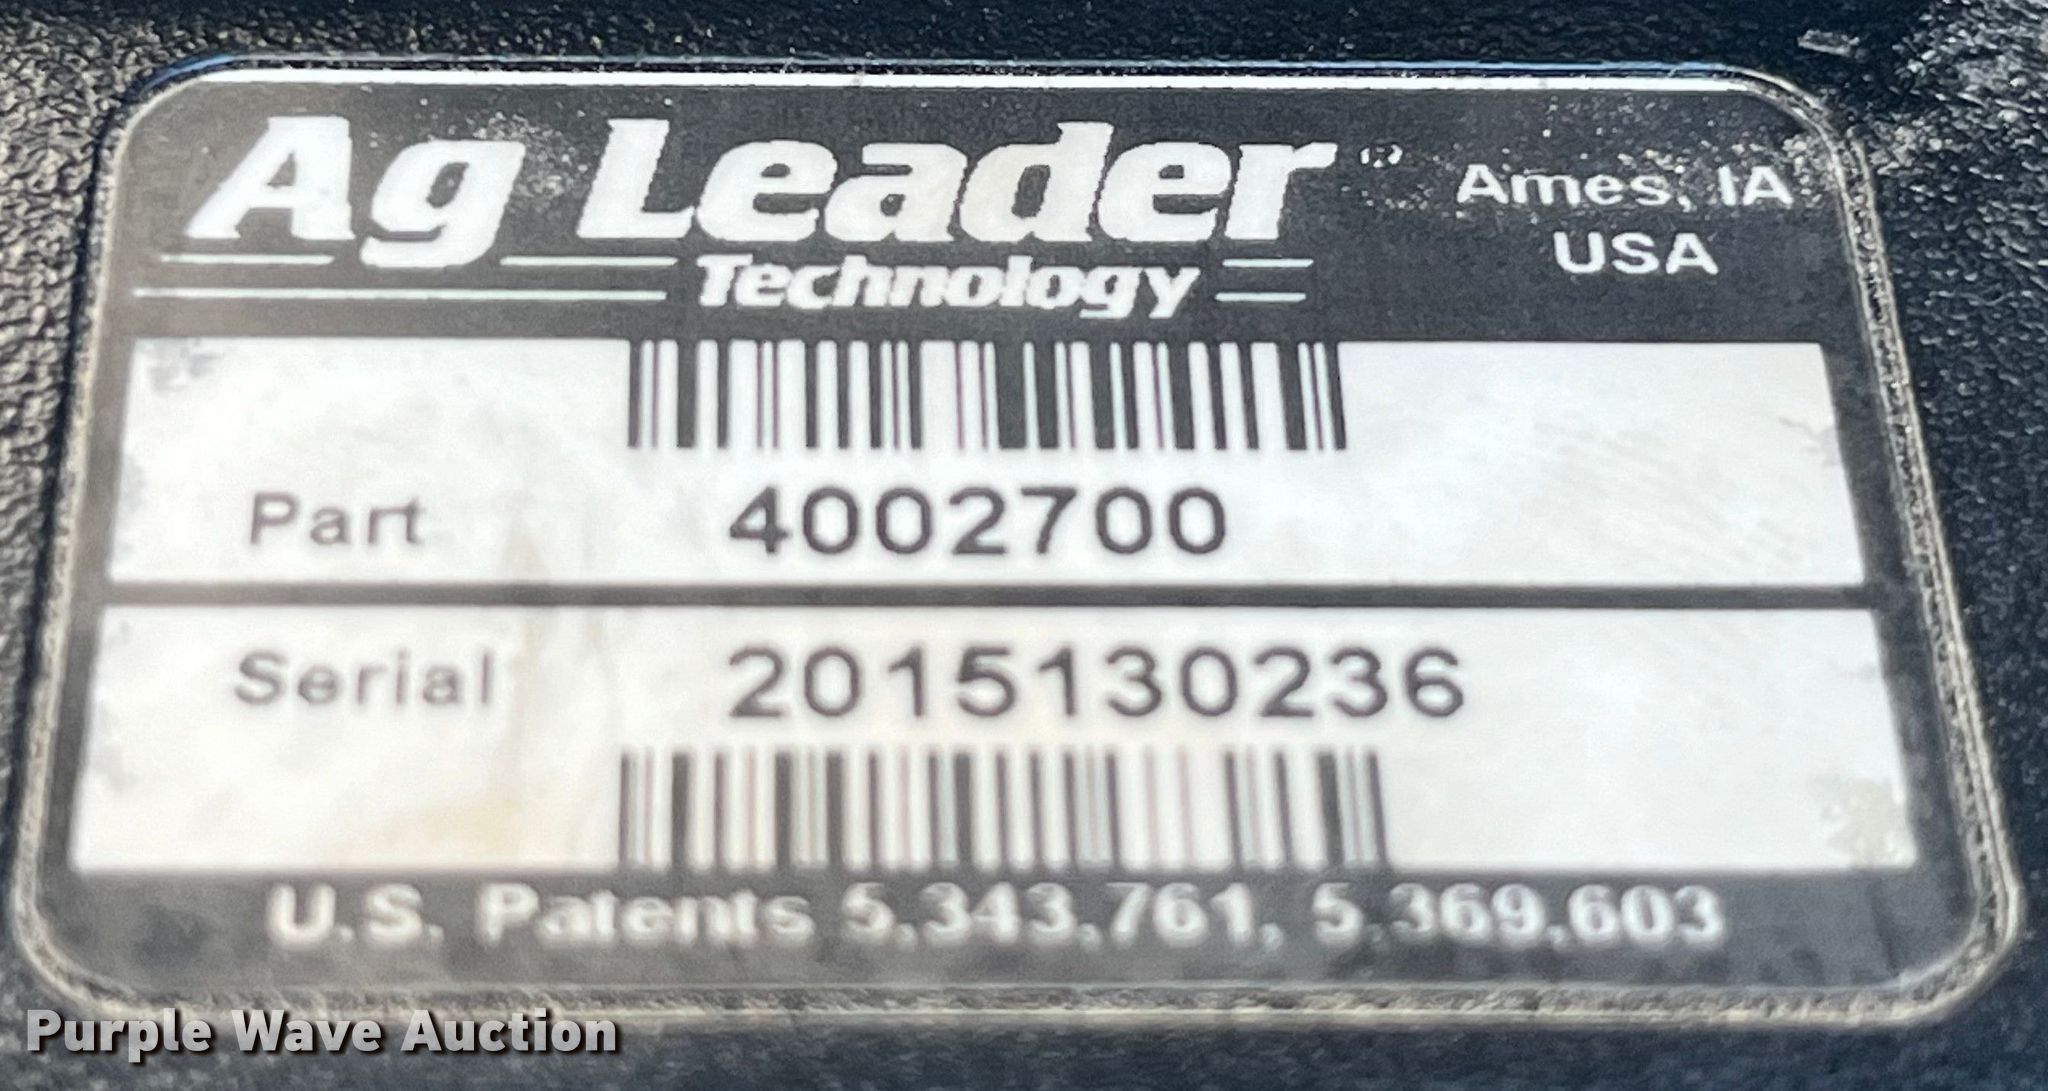 Ag Leader
Technology
Ames, IA
USA
Part 4002700
Serial 2015130236
U.S. Patents 5,343,761, 5,369,603
Purple Wave Auction